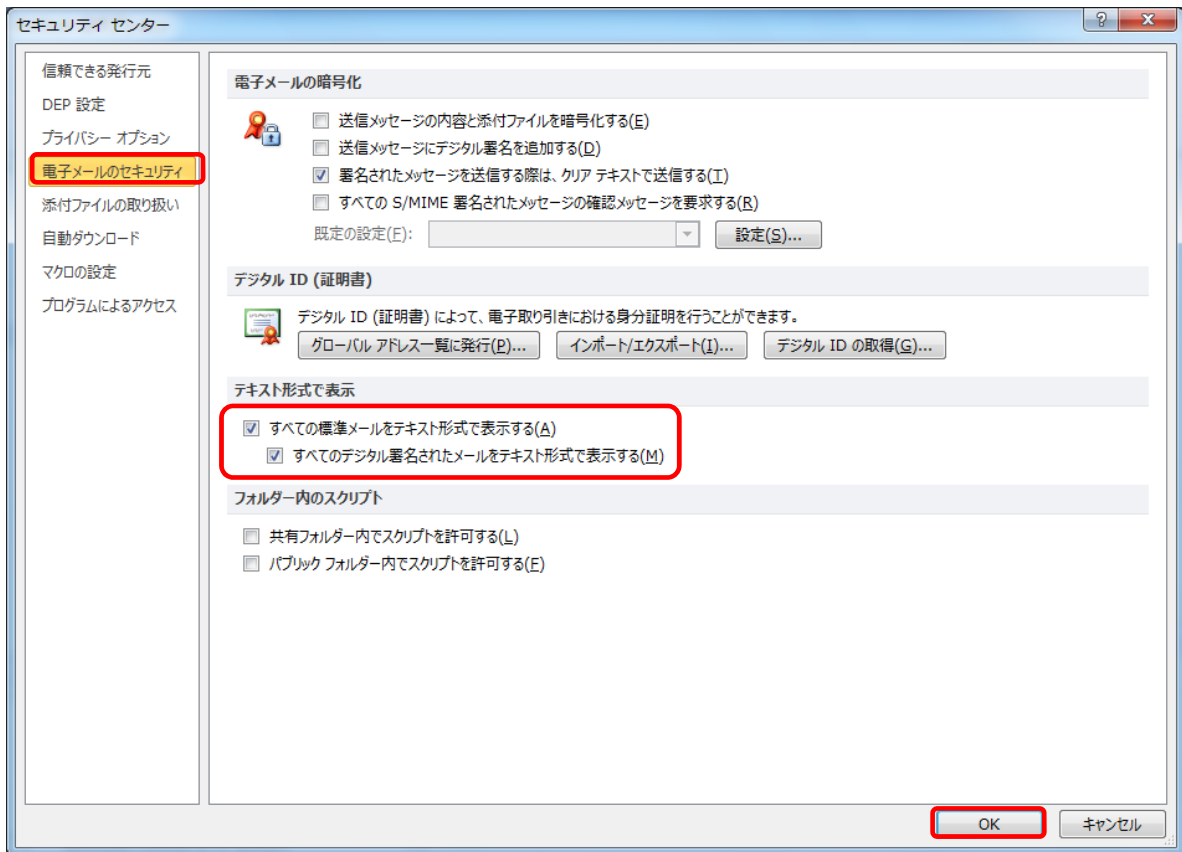 セキュリティ センター
信頼できる発行元
DEP 設定
プライバシー オプション
電子メールのセキュリティ
添付ファイルの取り扱い
自動ダウンロード
マクロの設定
プログラムによるアクセス
電子メールの暗号化
送信メッセージの内容と添付ファイルを暗号化する(E)
送信メッセージにデジタル署名を追加する(D)
署名されたメッセージを送信する際は、クリア テキストで送信する(T)
すべての S/MIME 署名されたメッセージの確認メッセージを要求する(R)
既定の設定(F): 設定(S)...
デジタル ID (証明書)
デジタル ID (証明書) によって、電子取り引きにおける身分証明を行うことができます。
グローバル アドレス一覧に発行(P)... インポート/エクスポート(I)... デジタル ID の取得(G)...
テキスト形式で表示
すべての標準メールをテキスト形式で表示する(A)
すべてのデジタル署名されたメールをテキスト形式で表示する(M)
フォルダー内のスクリプト
共有フォルダー内でスクリプトを許可する(L)
パブリック フォルダー内でスクリプトを許可する(F)
OK キャンセル